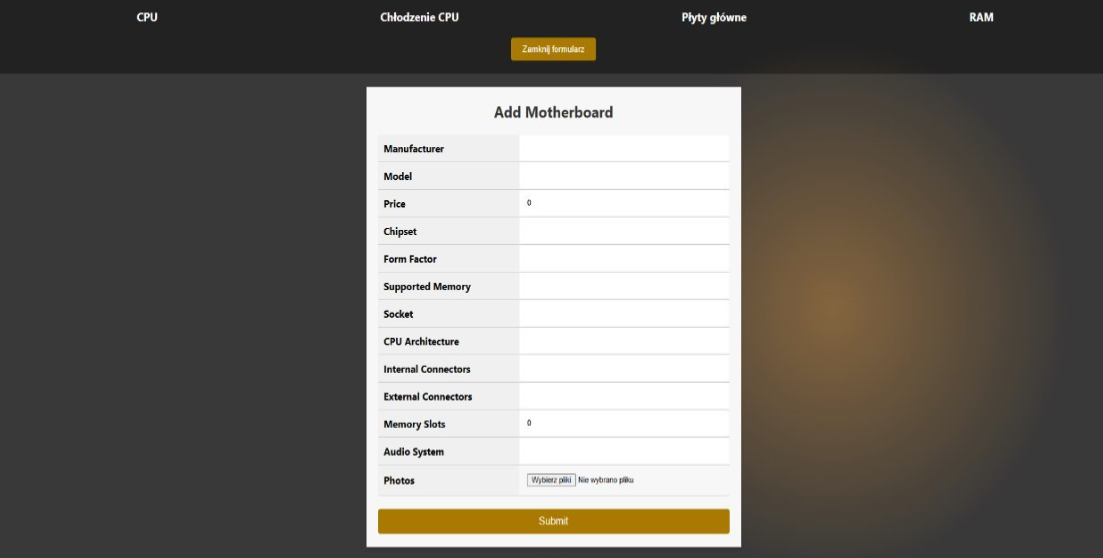 CPU Chłodzenie CPU Płyty główne RAM
Zamknij formularz
Add Motherboard
Manufacturer
Model
Price 0
Chipset
Form Factor
Supported Memory
Socket
CPU Architecture
Internal Connectors
External Connectors
Memory Slots 0
Audio System
Photos Wybierz pliki Nie wybrano pliku
Submit